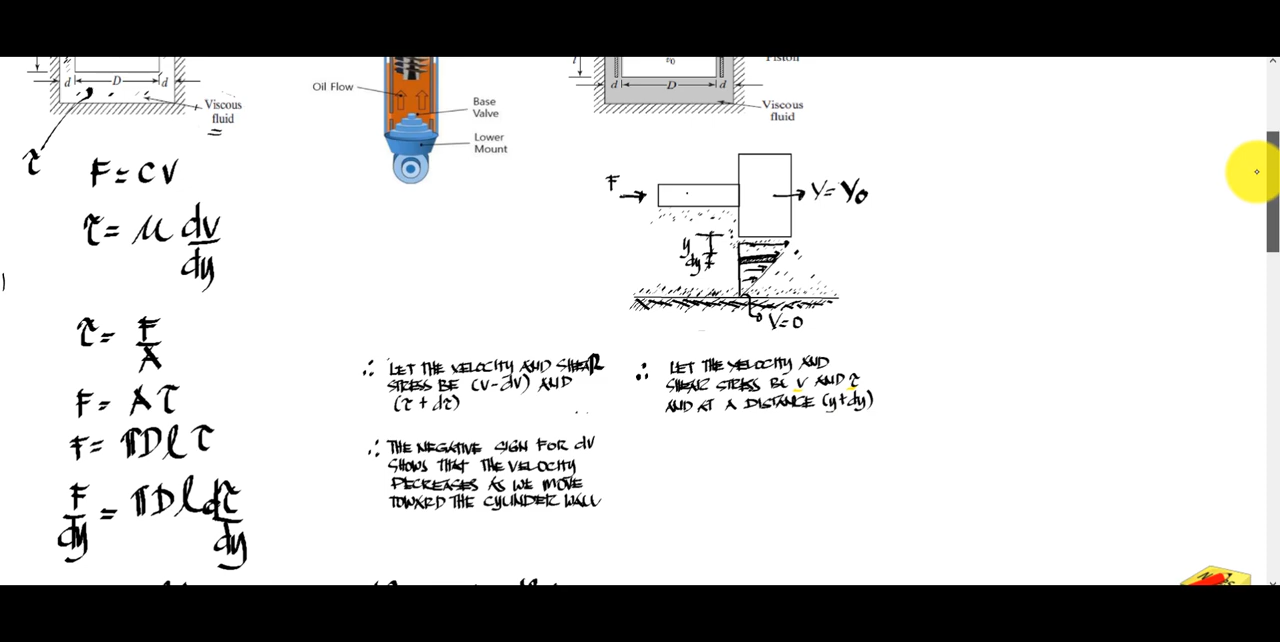 d
D
d
Viscous
fluid
=
τ
F = CV
τ = μ dv
dy
τ = F
A
F = Aτ
F = πDlτ
F = πDl dτ
dy dy
Oil Flow
Base
Valve
Lower
Mount
∴ LET THE VELOCITY AND SHEAR
STRESS BE (V-dV) AND
(τ + dτ)
∴ THE NEGATIVE SIGN FOR dV
SHOWS THAT THE VELOCITY
DECREASES AS WE MOVE
TOWARD THE CYLINDER WALL
d
D
d
Viscous
fluid
F
V = V0
y
dy
V=0
∴ LET THE VELOCITY AND
SHEAR STRESS BE V AND τ
AND AT A DISTANCE (y+dy)